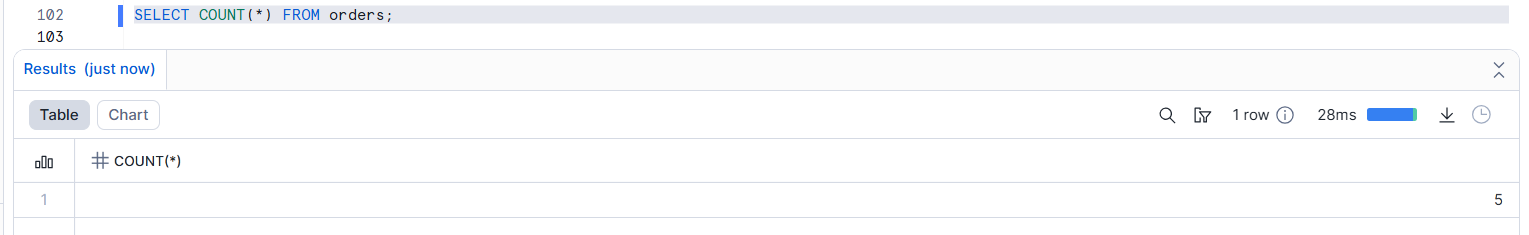 102 SELECT COUNT(*) FROM orders;
103
Results (just now)
Table Chart 1 row 28ms
COUNT(*)
1 5